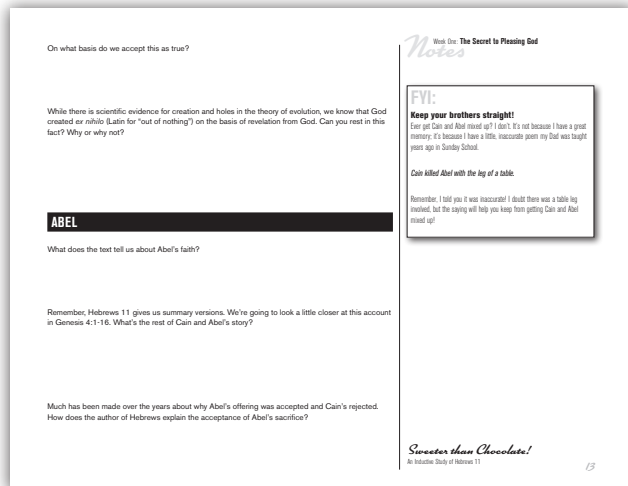 On what basis do we accept this as true?
While there is scientific evidence for creation and holes in the theory of evolution, we know that God
created ex nihilo (Latin for “out of nothing”) on the basis of revelation from God. Can you rest in this
fact? Why or why not?
ABEL
What does the text tell us about Abel’s faith?
Remember, Hebrews 11 gives us summary versions. We’re going to look a little closer at this account
in Genesis 4:1-16. What’s the rest of Cain and Abel’s story?
Much has been made over the years about why Abel’s offering was accepted and Cain’s rejected.
How does the author of Hebrews explain the acceptance of Abel’s sacrifice?
Notes
Week One: The Secret to Pleasing God
FYI:
Keep your brothers straight!
Ever get Cain and Abel mixed up? I don’t. It’s not because I have a great
memory; it’s because I have a little, inaccurate poem my Dad was taught
years ago in Sunday School.
Cain killed Abel with the leg of a table.
Remember, I told you it was inaccurate! I doubt there was a table leg
involved, but the saying will help you keep from getting Cain and Abel
mixed up!
Sweeter than Chocolate!
An Inductive Study of Hebrews 11
13